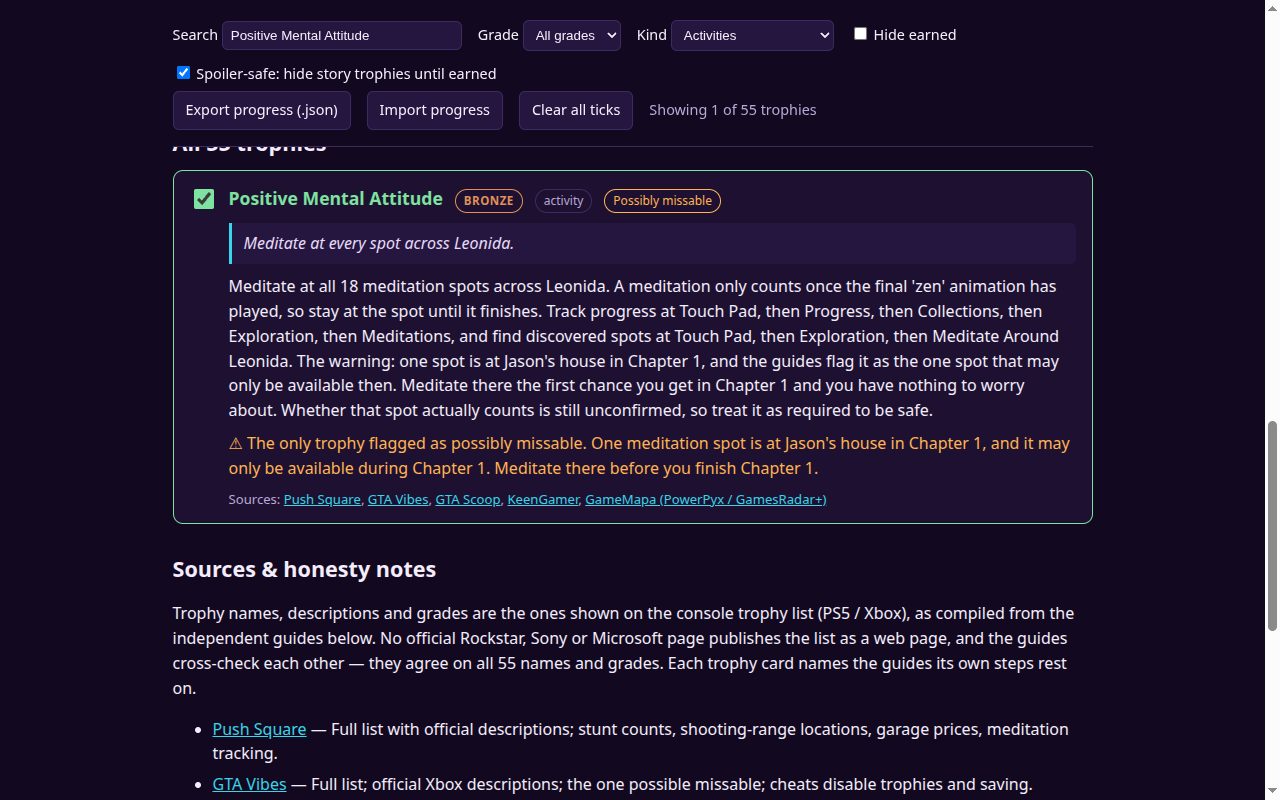 Search Positive Mental Attitude Grade All grades Kind Activities Hide earned
Spoiler-safe: hide story trophies until earned
Export progress (.json) Import progress Clear all ticks Showing 1 of 55 trophies
All 55 trophies
Positive Mental Attitude BRONZE activity Possibly missable
Meditate at every spot across Leonida.
Meditate at all 18 meditation spots across Leonida. A meditation only counts once the final 'zen' animation has
played, so stay at the spot until it finishes. Track progress at Touch Pad, then Progress, then Collections, then
Exploration, then Meditations, and find discovered spots at Touch Pad, then Exploration, then Meditate Around
Leonida. The warning: one spot is at Jason's house in Chapter 1, and the guides flag it as the one spot that may
only be available then. Meditate there the first chance you get in Chapter 1 and you have nothing to worry
about. Whether that spot actually counts is still unconfirmed, so treat it as required to be safe.
⚠ The only trophy flagged as possibly missable. One meditation spot is at Jason's house in Chapter 1, and it may
only be available during Chapter 1. Meditate there before you finish Chapter 1.
Sources: Push Square, GTA Vibes, GTA Scoop, KeenGamer, GameMapa (PowerPyx / GamesRadar+)
Sources & honesty notes
Trophy names, descriptions and grades are the ones shown on the console trophy list (PS5 / Xbox), as compiled from the
independent guides below. No official Rockstar, Sony or Microsoft page publishes the list as a web page, and the guides
cross-check each other — they agree on all 55 names and grades. Each trophy card names the guides its own steps rest
on.
• Push Square — Full list with official descriptions; stunt counts, shooting-range locations, garage prices, meditation
tracking.
• GTA Vibes — Full list; official Xbox descriptions; the one possible missable; cheats disable trophies and saving.